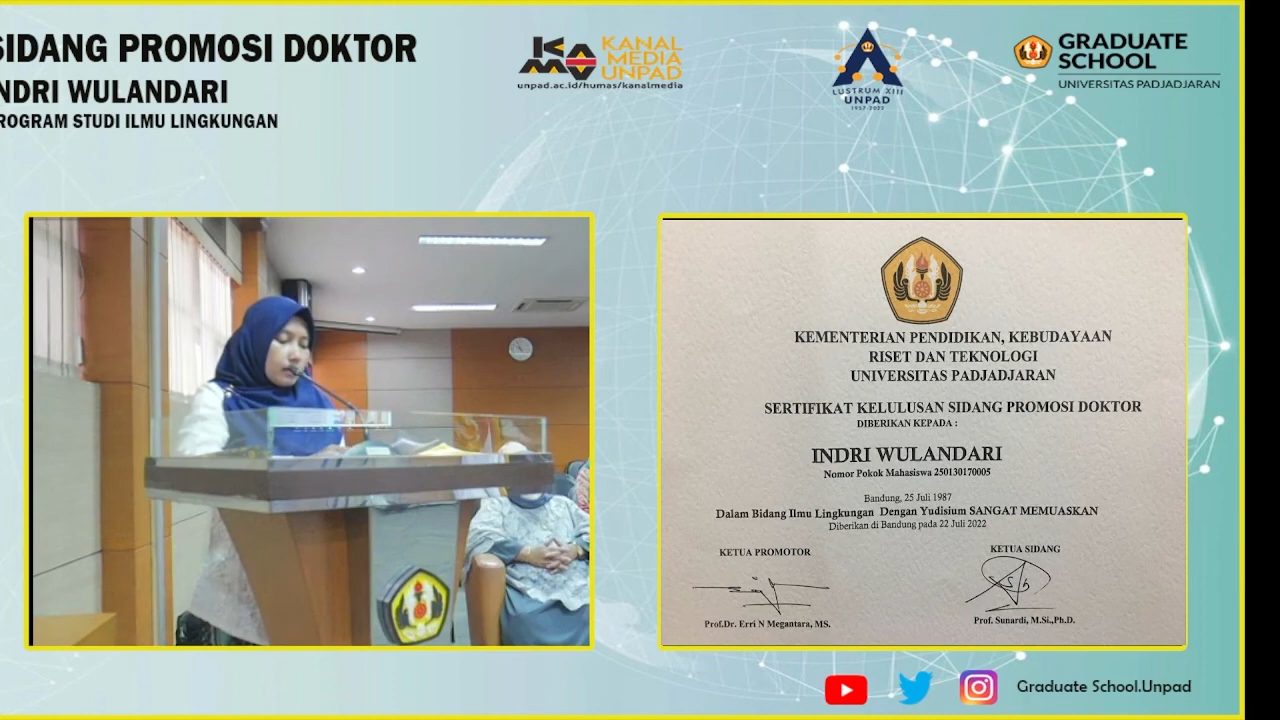 SIDANG PROMOSI DOKTOR
NDRI WULANDARI
ROGRAM STUDI ILMU LINGKUNGAN
KANAL
MEDIA
UNPAD
unpad.ac.id/humas/kanalmedia
LUSTRUM XIII
UNPAD
1957-2022
GRADUATE
SCHOOL
UNIVERSITAS PADJADJARAN
KEMENTERIAN PENDIDIKAN, KEBUDAYAAN
RISET DAN TEKNOLOGI
UNIVERSITAS PADJADJARAN
SERTIFIKAT KELULUSAN SIDANG PROMOSI DOKTOR
DIBERIKAN KEPADA :
INDRI WULANDARI
Nomor Pokok Mahasiswa 250130170005
Bandung, 25 Juli 1987
Dalam Bidang Ilmu Lingkungan Dengan Yudisium SANGAT MEMUASKAN
Diberikan di Bandung pada 22 Juli 2022
KETUA PROMOTOR
KETUA SIDANG
Prof.Dr. Erri N Megantara, MS.
Prof. Sunardi, M.Si.,Ph.D.
Graduate School.Unpad